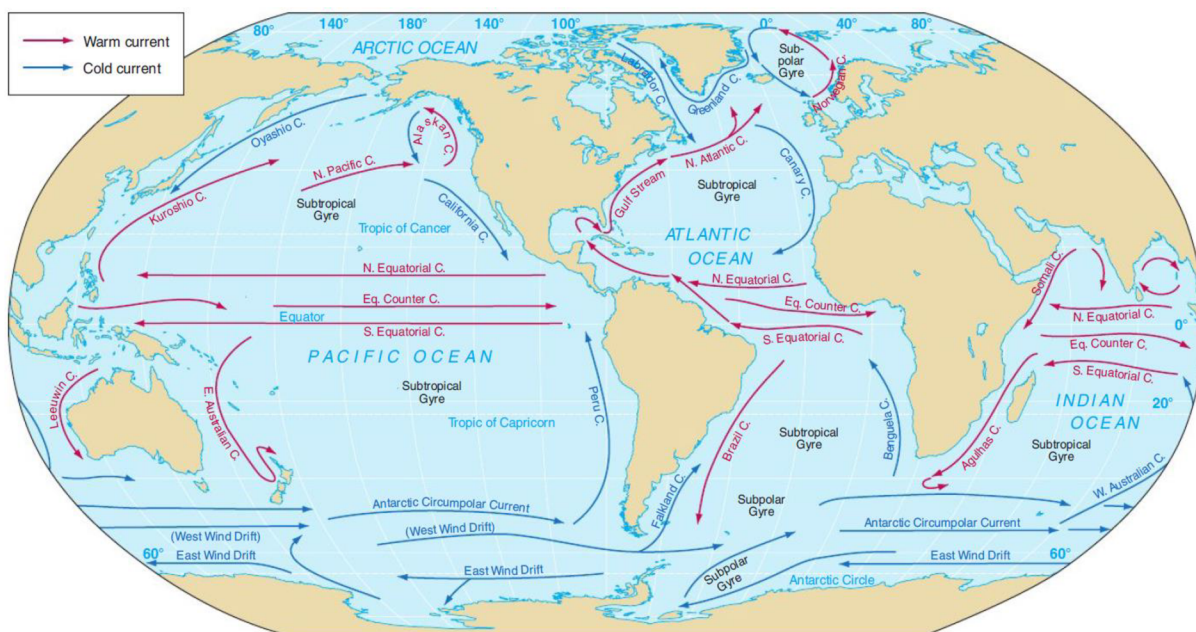 Warm current
Cold current
80°
140°
180°
140°
100°
0°
40°
80°
80°
ARCTIC OCEAN
Sub-
polar
Gyre
Labrador C.
Greenland C.
Norwegian C.
Oyashio C.
Alaskan C.
N. Pacific C.
N. Atlantic C.
Canary C.
Kuroshio C.
Subtropical
Gyre
California C.
Gulf Stream
Subtropical
Gyre
Tropic of Cancer
ATLANTIC
OCEAN
Somali C.
N. Equatorial C.
N. Equatorial C.
Eq. Counter C.
Eq. Counter C.
N. Equatorial C.
0°
Equator
S. Equatorial C.
S. Equatorial C.
Eq. Counter C.
PACIFIC OCEAN
S. Equatorial C.
Leeuwin C.
E. Australian C.
Subtropical
Gyre
Peru C.
INDIAN
OCEAN
20°
Tropic of Capricorn
Brazil C.
Subtropical
Gyre
Benguela C.
Agulhas C.
Subtropical
Gyre
W. Australian C.
Falkland C.
Subpolar
Gyre
Antarctic Circumpolar Current
(West Wind Drift)
Antarctic Circumpolar Current
(West Wind Drift)
60°
East Wind Drift
East Wind Drift
East Wind Drift
60°
Subpolar
Gyre
Antarctic Circle